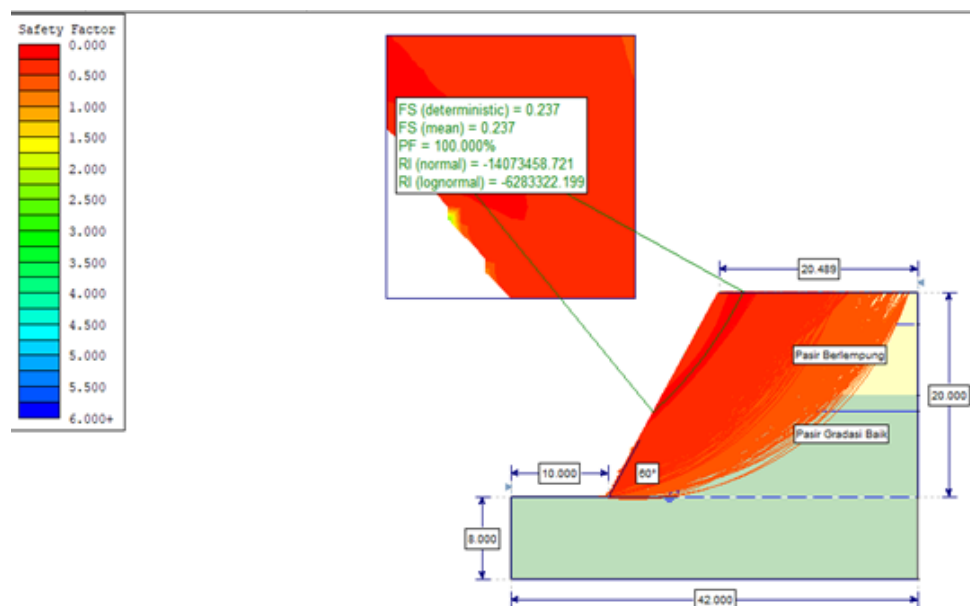 Safety Factor
0.000
0.500
1.000
1.500
2.000
2.500
3.000
3.500
4.000
4.500
5.000
5.500
6.000+
FS (deterministic) = 0.237
FS (mean) = 0.237
PF = 100.000%
RI (normal) = -14073458.721
RI (lognormal) = -6283322.199
20.489
Pasir Berlempung
20.000
Pasir Gradasi Baik
10.000
60°
8.000
42.000